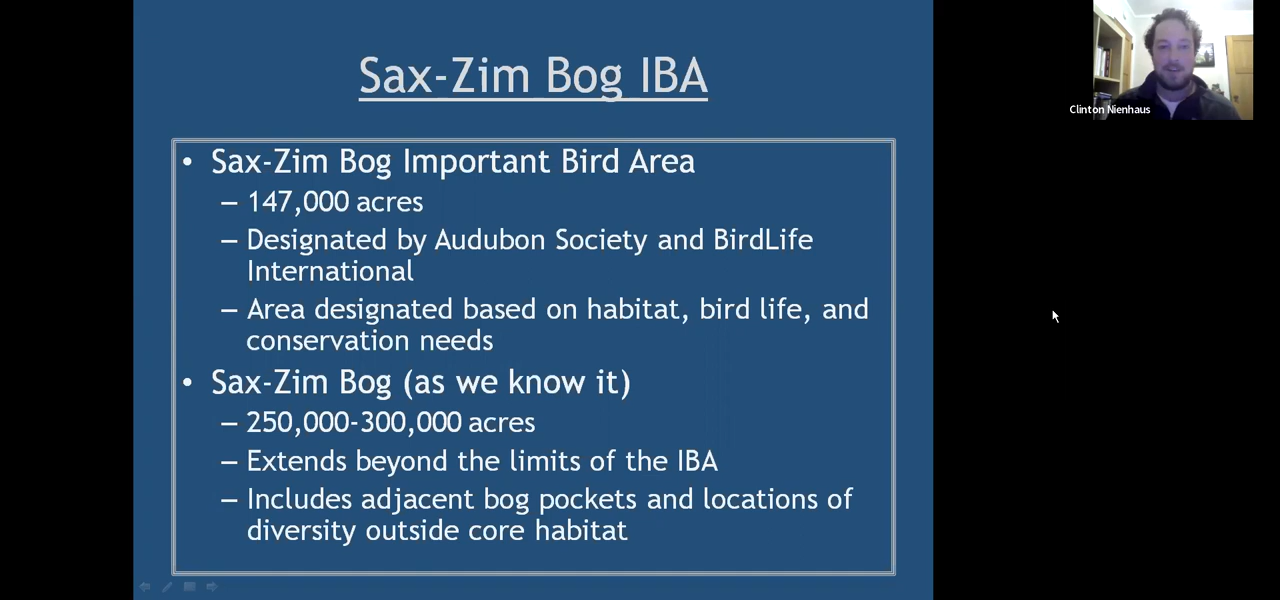 Sax-Zim Bog IBA
• Sax-Zim Bog Important Bird Area
– 147,000 acres
– Designated by Audubon Society and BirdLife
International
– Area designated based on habitat, bird life, and
conservation needs
• Sax-Zim Bog (as we know it)
– 250,000-300,000 acres
– Extends beyond the limits of the IBA
– Includes adjacent bog pockets and locations of
diversity outside core habitat
Clinton Nienhaus